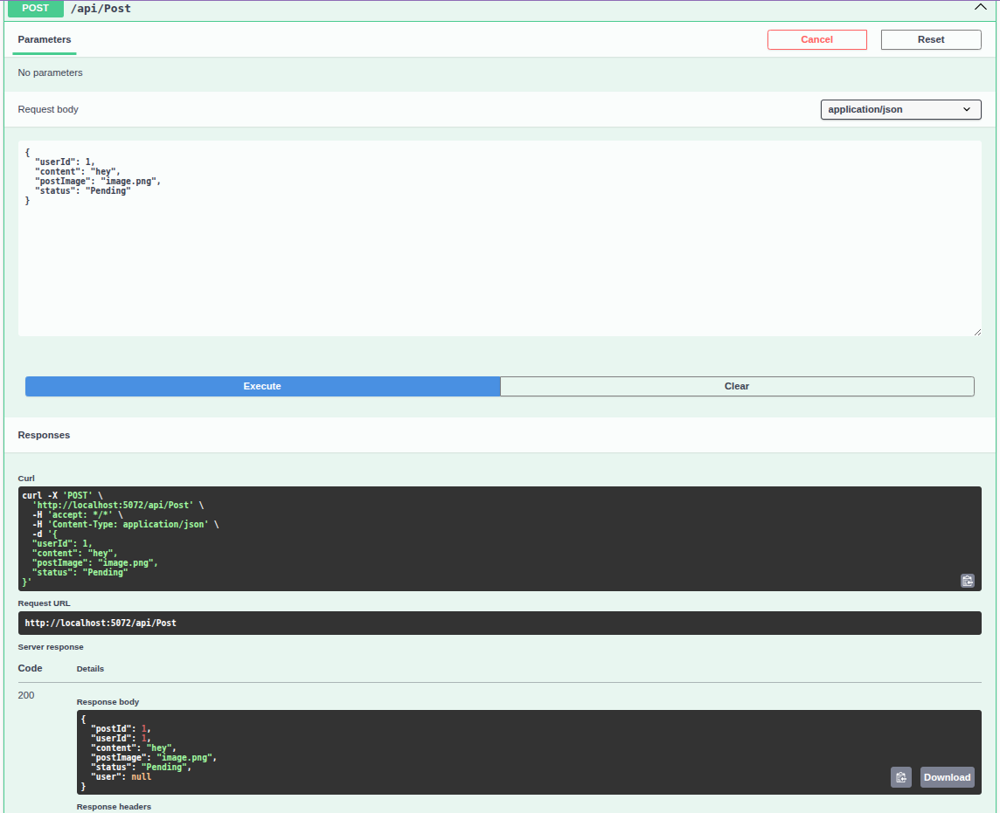 POST /api/Post
Parameters Cancel Reset
No parameters
Request body application/json
{
  "userId": 1,
  "content": "hey",
  "postImage": "image.png",
  "status": "Pending"
}
Execute Clear
Responses
Curl
curl -X 'POST' \
  'http://localhost:5072/api/Post' \
  -H 'accept: */*' \
  -H 'Content-Type: application/json' \
  -d '{
  "userId": 1,
  "content": "hey",
  "postImage": "image.png",
  "status": "Pending"
}'
Request URL
http://localhost:5072/api/Post
Server response
Code Details
200
Response body
{
  "postId": 1,
  "userId": 1,
  "content": "hey",
  "postImage": "image.png",
  "status": "Pending",
  "user": null
}
Download
Response headers